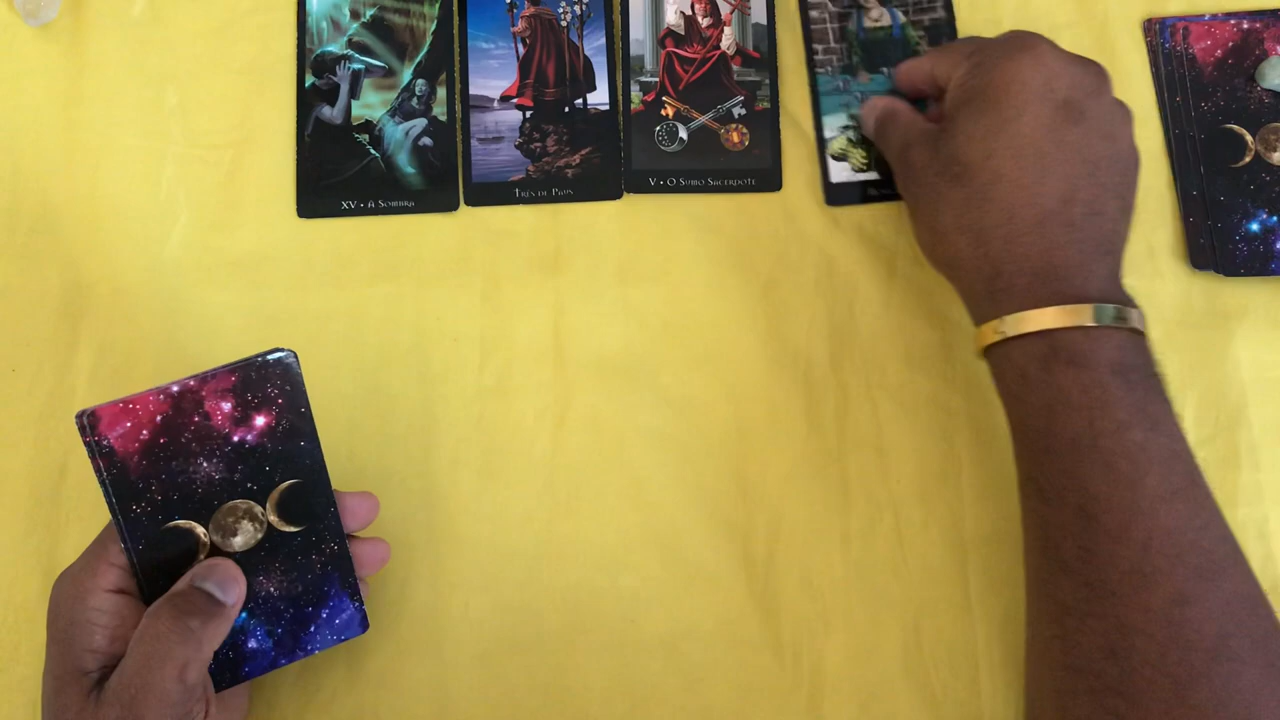 XV • A SOMBRA
TRÊS DE PAUS
V • O SUMO SACERDOTE